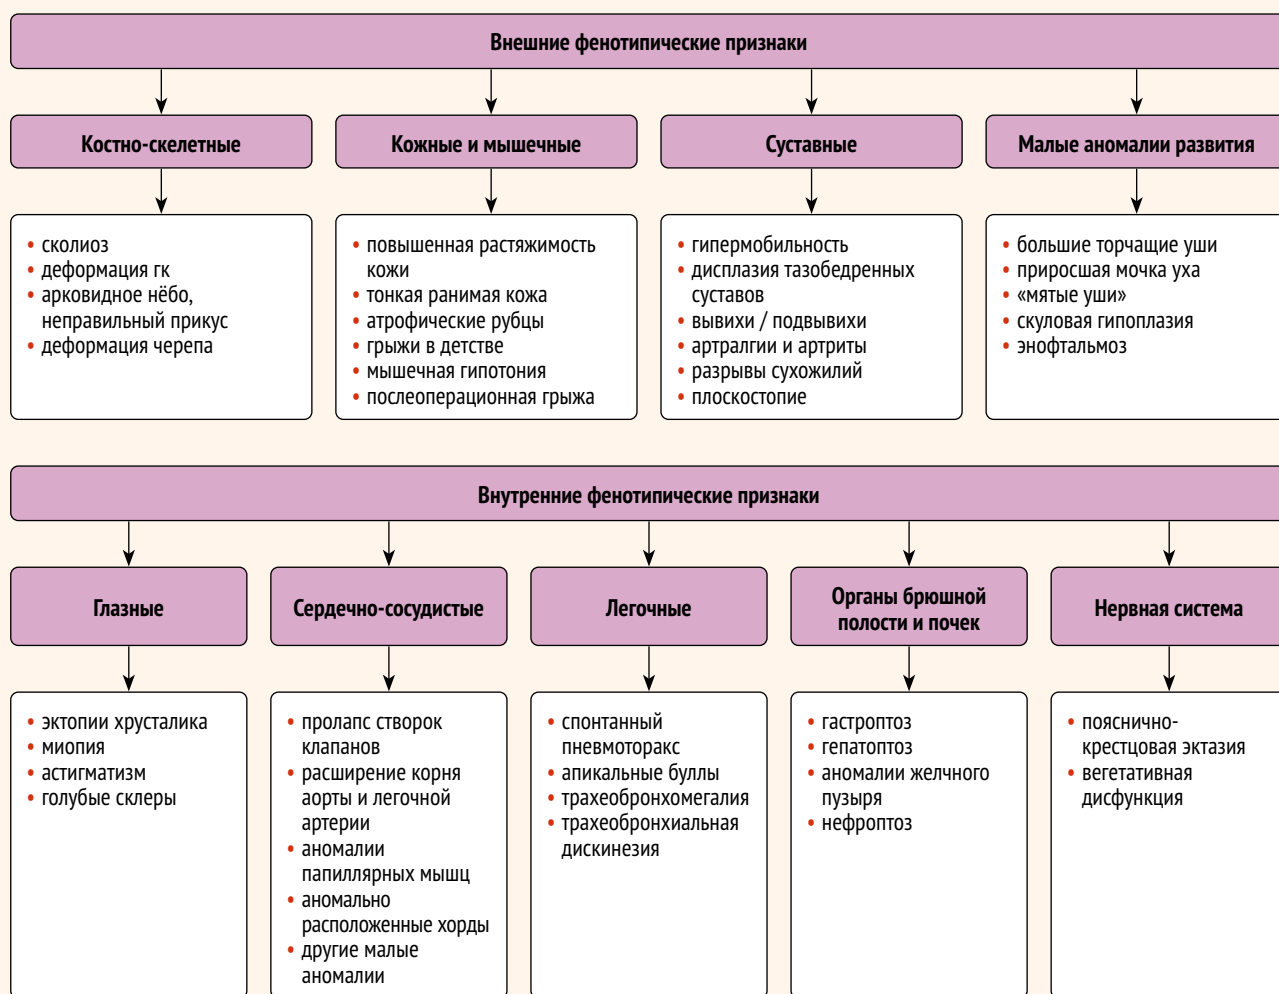 Внешние фенотипические признаки
Костно-скелетные
• сколиоз
• деформация гк
• арковидное нёбо,
неправильный прикус
• деформация черепа
Кожные и мышечные
• повышенная растяжимость
кожи
• тонкая ранимая кожа
• атрофические рубцы
• грыжи в детстве
• мышечная гипотония
• послеоперационная грыжа
Суставные
• гипермобильность
• дисплазия тазобедренных
суставов
• вывихи / подвывихи
• артралгии и артриты
• разрывы сухожилий
• плоскостопие
Малые аномалии развития
• большие торчащие уши
• приросшая мочка уха
• «мятые уши»
• скуловая гипоплазия
• энофтальмоз
Внутренние фенотипические признаки
Глазные
• эктопии хрусталика
• миопия
• астигматизм
• голубые склеры
Сердечно-сосудистые
• пролапс створок
клапанов
• расширение корня
аорты и легочной
артерии
• аномалии
папиллярных мышц
• аномально
расположенные хорды
• другие малые
аномалии
Легочные
• спонтанный
пневмоторакс
• апикальные буллы
• трахеобронхомегалия
• трахеобронхиальная
дискинезия
Органы брюшной
полости и почек
• гастроптоз
• гепатоптоз
• аномалии желчного
пузыря
• нефроптоз
Нервная система
• пояснично-
крестцовая эктазия
• вегетативная
дисфункция